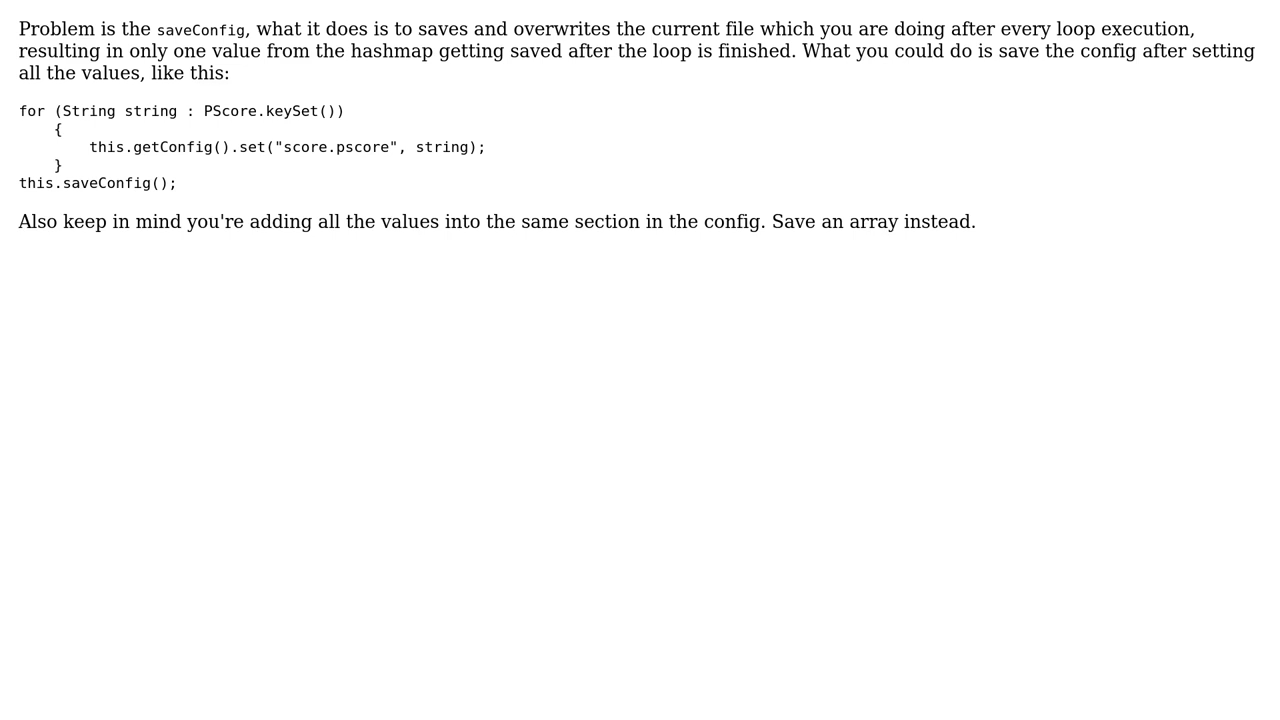 Problem is the saveConfig, what it does is to saves and overwrites the current file which you are doing after every loop execution,
resulting in only one value from the hashmap getting saved after the loop is finished. What you could do is save the config after setting
all the values, like this:
for (String string : PScore.keySet())
    {
        this.getConfig().set("score.pscore", string);
    }
this.saveConfig();
Also keep in mind you're adding all the values into the same section in the config. Save an array instead.